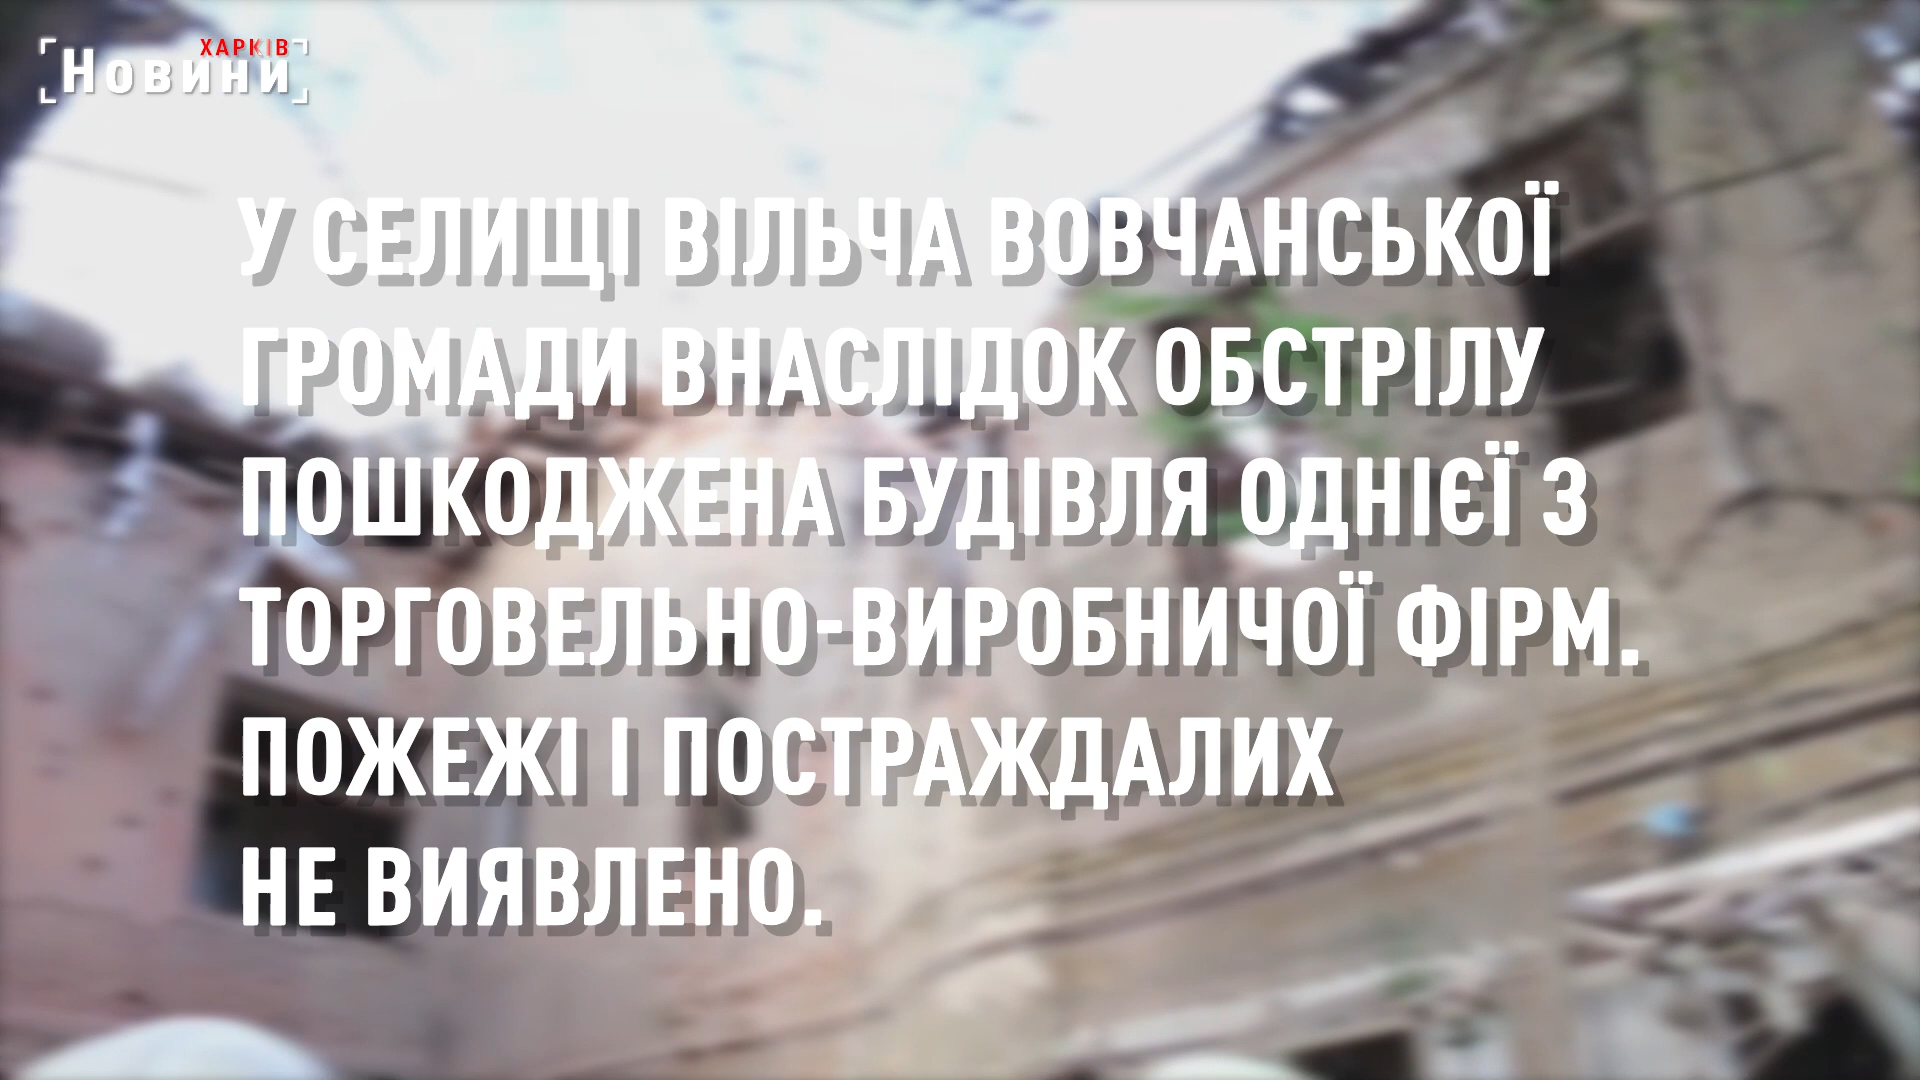 ХАРКІВ
Новини
У СЕЛИЩІ ВІЛЬЧА ВОВЧАНСЬКОЇ
ГРОМАДИ ВНАСЛІДОК ОБСТРІЛУ
ПОШКОДЖЕНА БУДІВЛЯ ОДНІЄЇ З
ТОРГОВЕЛЬНО-ВИРОБНИЧОЇ ФІРМ.
ПОЖЕЖІ І ПОСТРАЖДАЛИХ
НЕ ВИЯВЛЕНО.